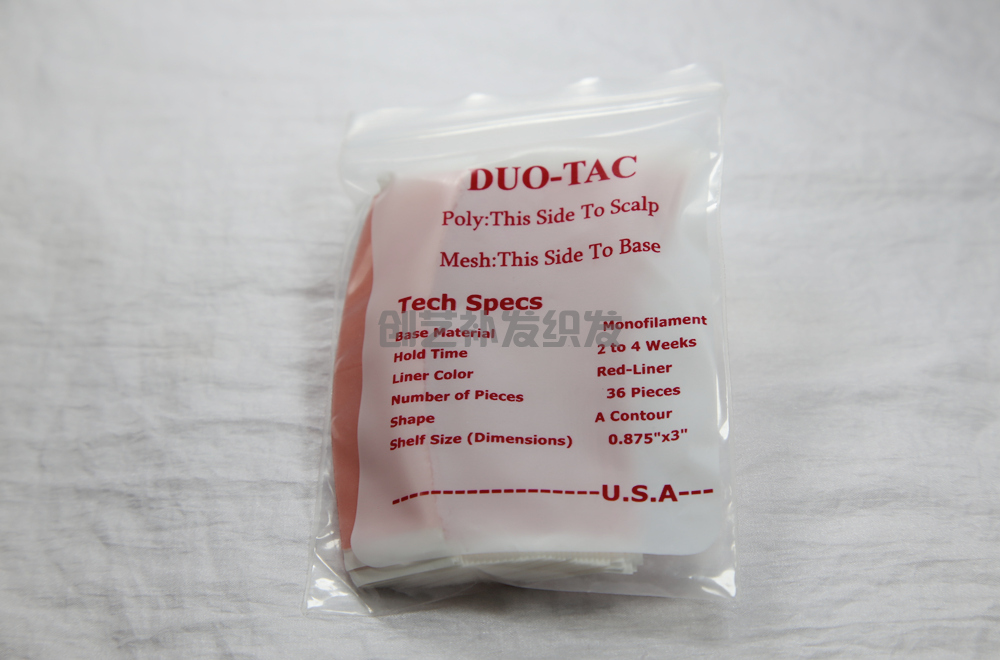 DUO-TAC
Poly:This Side To Scalp
Mesh:This Side To Base
Tech Specs
创艺补发织发
Base Material Monofilament
Hold Time 2 to 4 Weeks
Liner Color Red-Liner
Number of Pieces 36 Pieces
Shape A Contour
Shelf Size (Dimensions) 0.875"x3"
--------------------U.S.A---